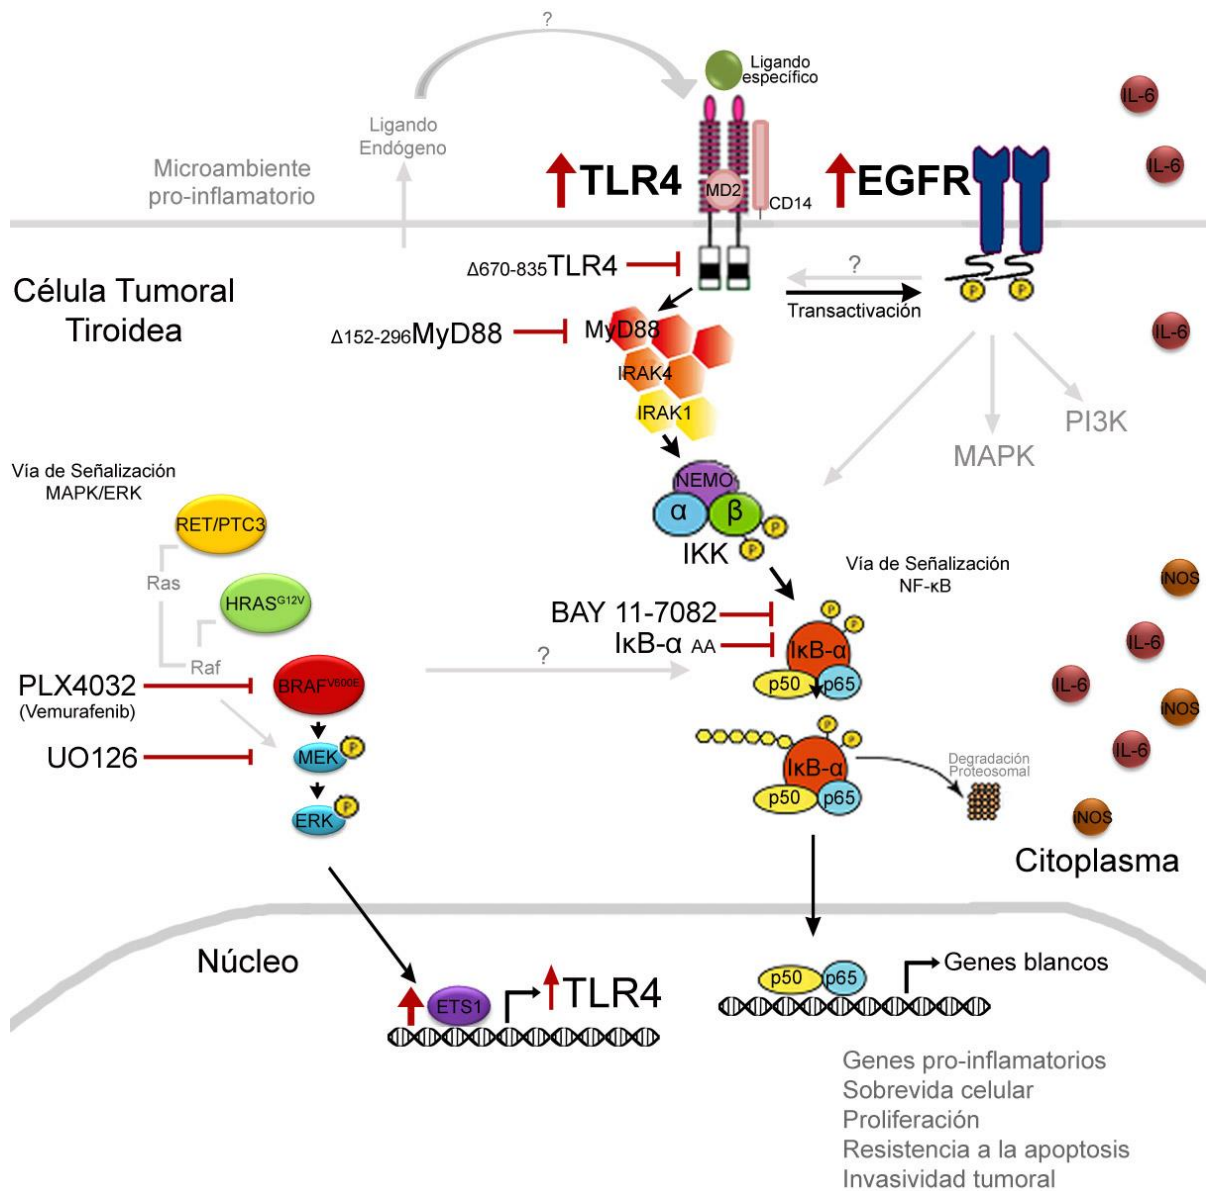 ?
Ligando
específico
IL-6
Ligando
Endógeno
Microambiente
pro-inflamatorio
TLR4
MD2
CD14
EGFR
IL-6
Célula Tumoral
Tiroidea
Δ670-835TLR4
?
Transactivación
P
P
Δ152-296MyD88
MyD88
IRAK4
IRAK1
IL-6
PI3K
MAPK
Vía de Señalización
MAPK/ERK
RET/PTC3
Ras
HRASG12V
Raf
NEMO
α
β
P
P
IKK
Vía de Señalización
NF-κB
iNOS
BAY 11-7082
IκB-α AA
P
P
IκB-α
p50
p65
?
IL-6
IL-6
iNOS
IL-6
PLX4032
(Vemurafenib)
BRAFV600E
UO126
MEK
P
ERK
P
P
P
IκB-α
p50
p65
Degradación
Proteosomal
iNOS
Citoplasma
Núcleo
ETS1
TLR4
p50
p65
Genes blancos
Genes pro-inflamatorios
Sobrevida celular
Proliferación
Resistencia a la apoptosis
Invasividad tumoral